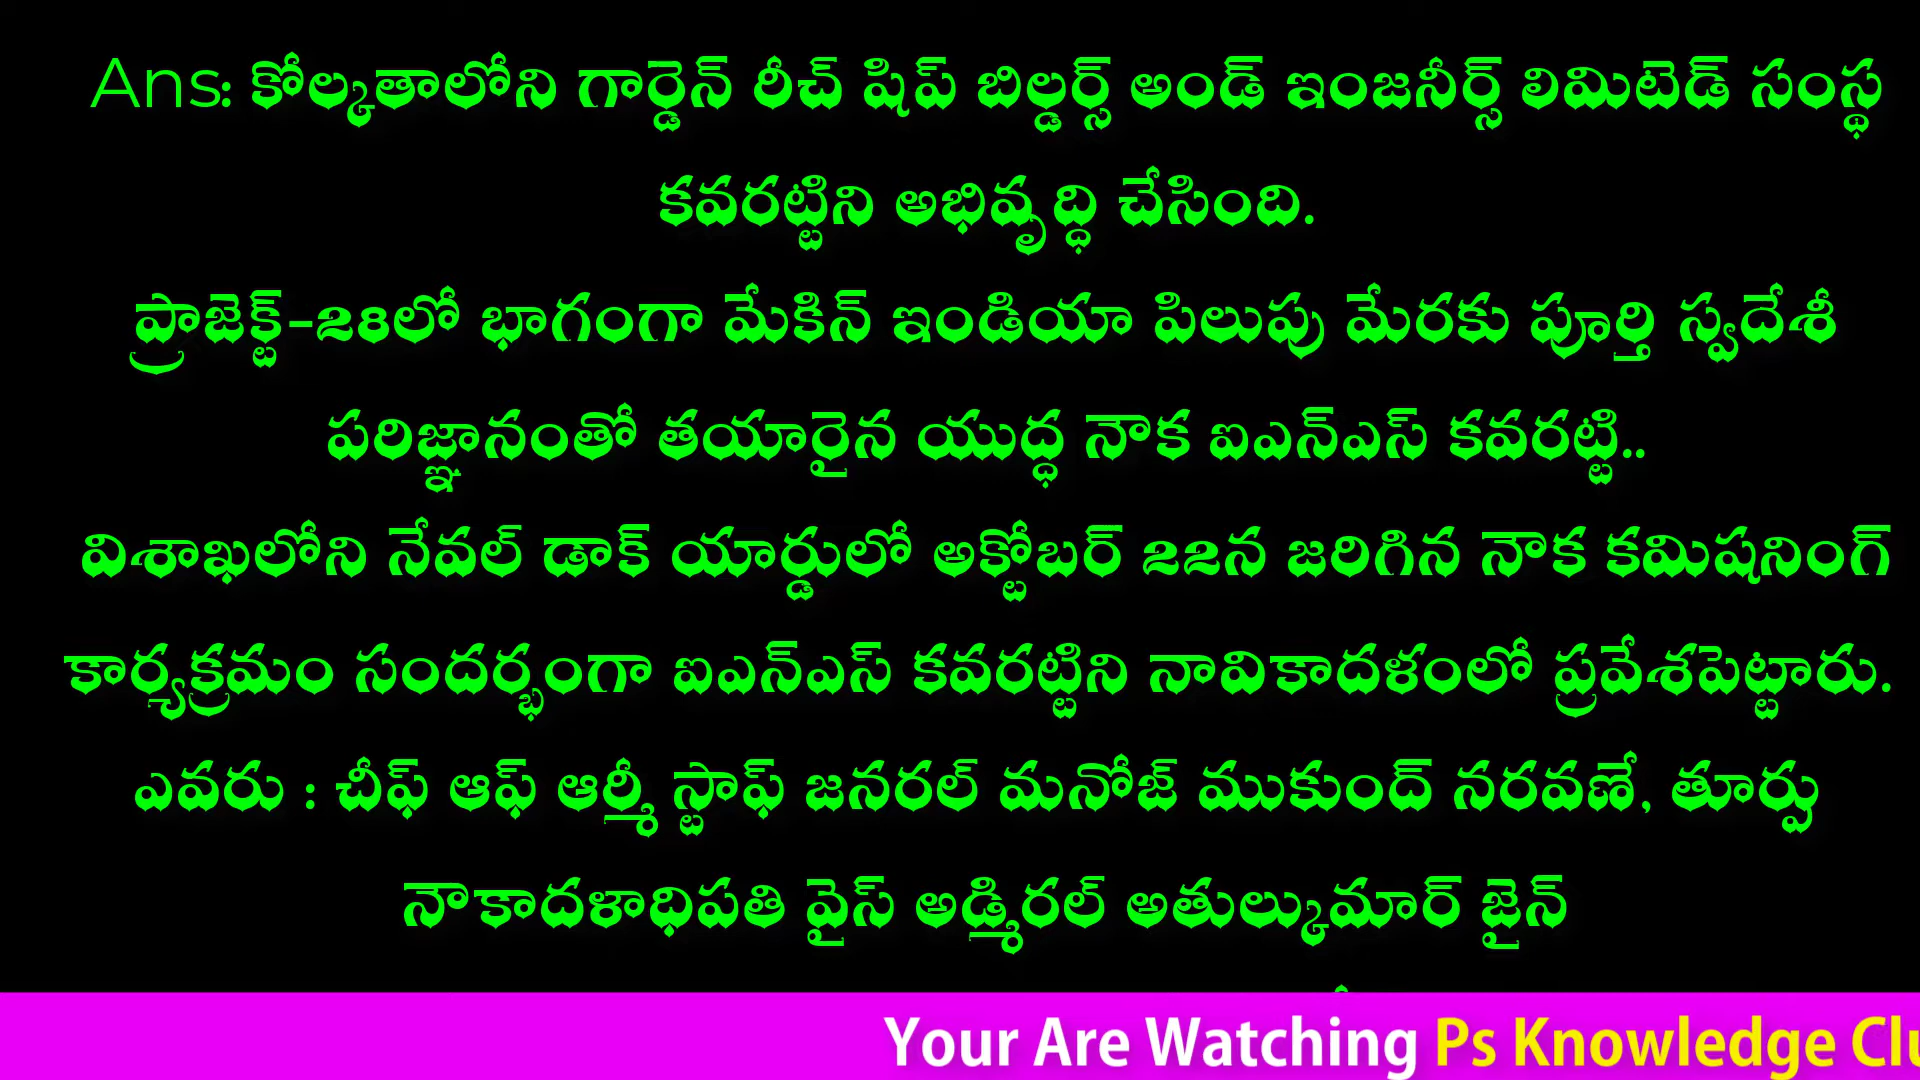 Ans: కోల్కతాలోని గార్డెన్ రీచ్ షిప్ బిల్డర్స్ అండ్ ఇంజనీర్స్ లిమిటెడ్ సంస్థ
కవరట్టిని అభివృద్ధి చేసింది.
ప్రాజెక్ట్-28లో భాగంగా మేకిన్ ఇండియా పిలుపు మేరకు పూర్తి స్వదేశీ
పరిజ్ఞానంతో తయారైన యుద్ధ నౌక ఐఎన్ఎస్ కవరట్టి..
విశాఖలోని నేవల్ డాక్ యార్డులో అక్టోబర్ 22న జరిగిన నౌక కమిషనింగ్
కార్యక్రమం సందర్భంగా ఐఎన్ఎస్ కవరట్టిని నావికాదళంలో ప్రవేశపెట్టారు.
ఎవరు : చీఫ్ ఆఫ్ ఆర్మీ స్టాఫ్ జనరల్ మనోజ్ ముకుంద్ నరవణే, తూర్పు
నౌకాదళాధిపతి వైస్ అడ్మిరల్ అతుల్కుమార్ జైన్
Your Are Watching Ps Knowledge Clu